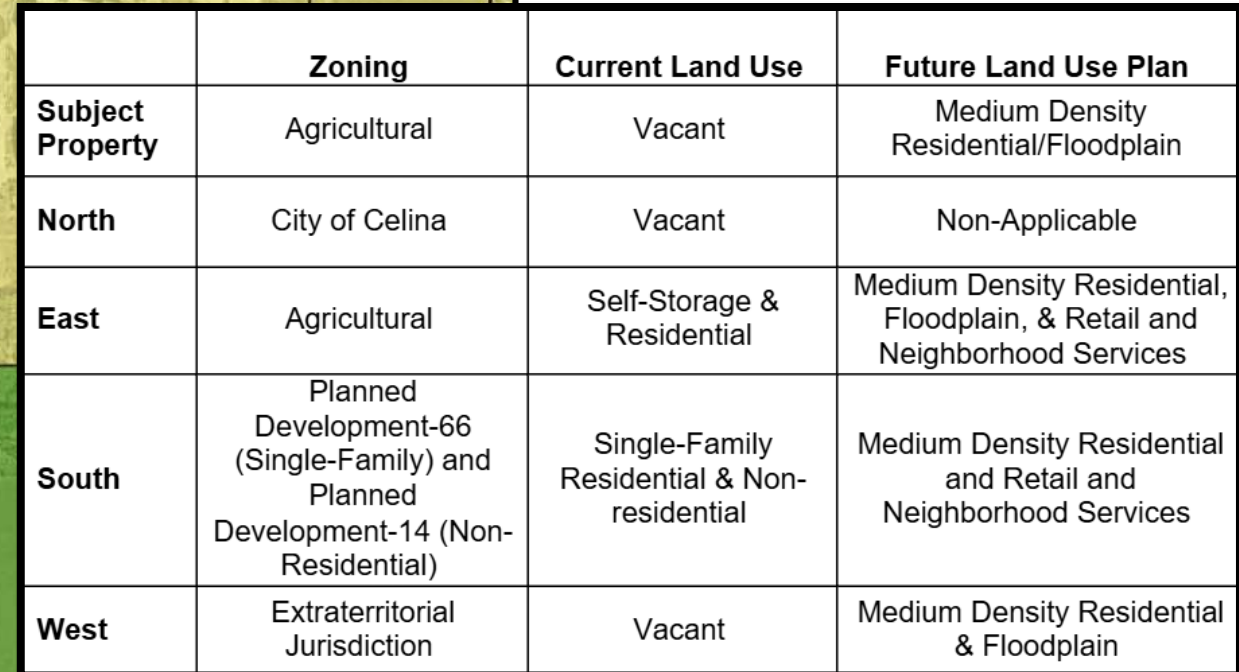 Zoning Current Land Use Future Land Use Plan
Subject
Property
Agricultural
Vacant
Medium Density
Residential/Floodplain
North
City of Celina
Vacant
Non-Applicable
East
Agricultural
Self-Storage &
Residential
Medium Density Residential,
Floodplain, & Retail and
Neighborhood Services
South
Planned
Development-66
(Single-Family) and
Planned
Development-14 (Non-
Residential)
Single-Family
Residential & Non-
residential
Medium Density Residential
and Retail and
Neighborhood Services
West
Extraterritorial
Jurisdiction
Vacant
Medium Density Residential
& Floodplain